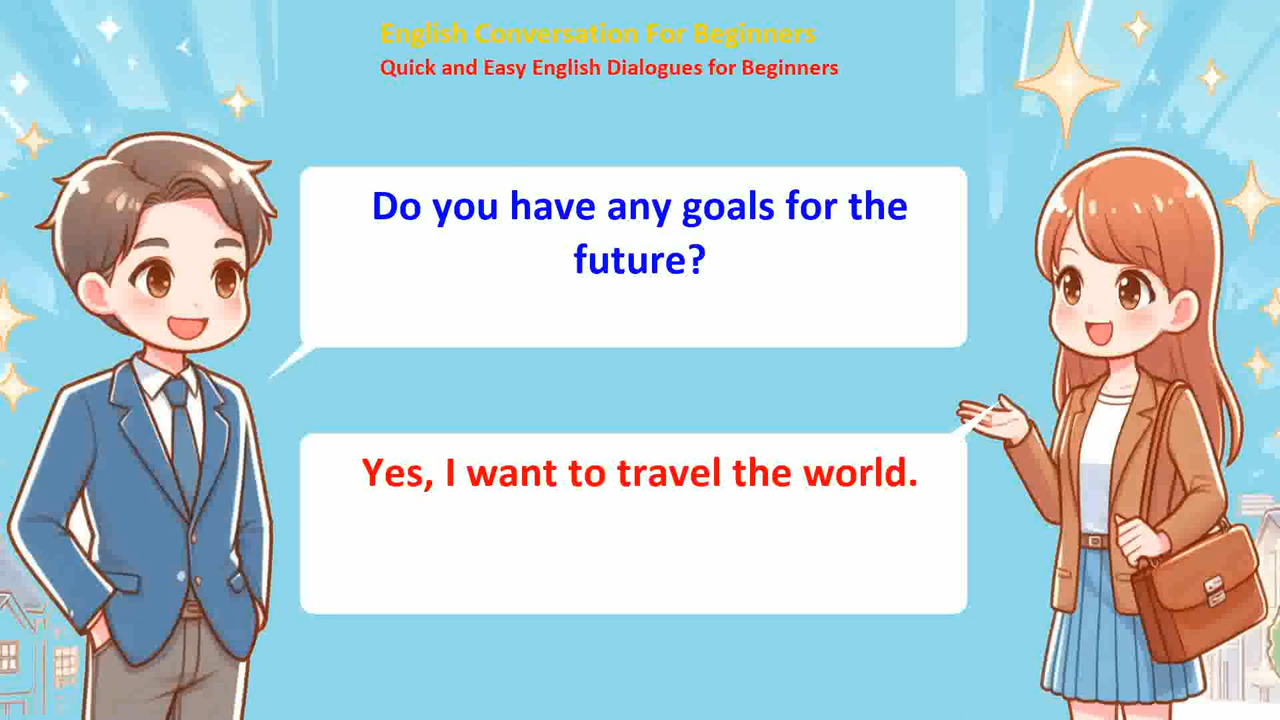 English Conversation For Beginners
Quick and Easy English Dialogues for Beginners
Do you have any goals for the
future?
Yes, I want to travel the world.